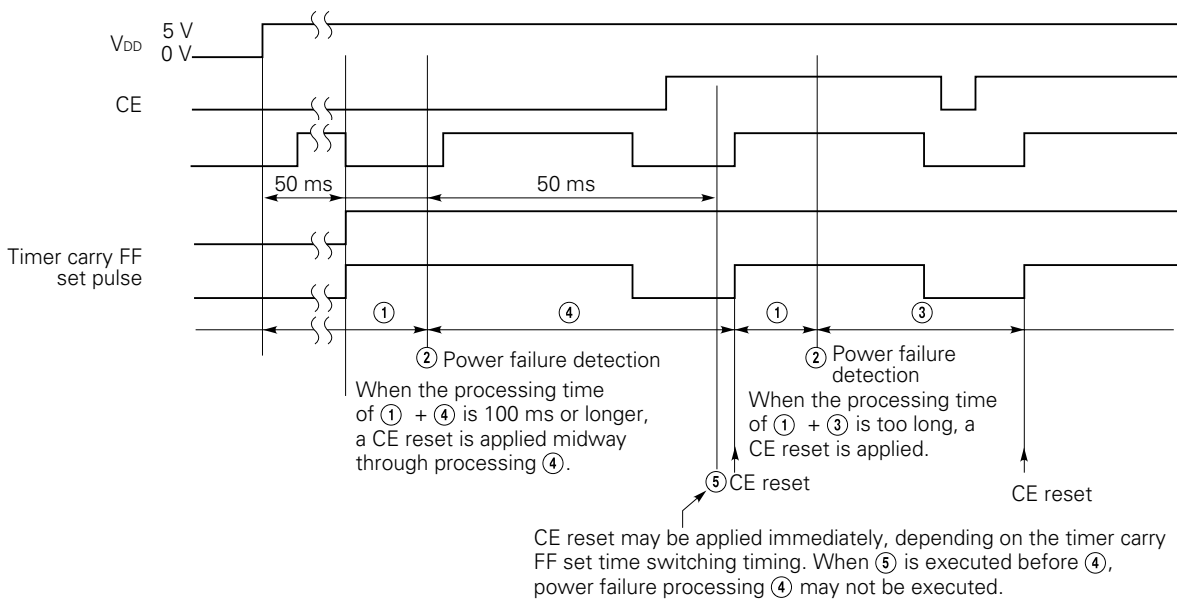 5 V
VDD
0 V
CE
50 ms
50 ms
Timer carry FF
set pulse
① ④ ① ③
② Power failure detection
When the processing time
of ① + ④ is 100 ms or longer,
a CE reset is applied midway
through processing ④.
② Power failure
detection
When the processing time
of ① + ③ is too long, a
CE reset is applied.
⑤ CE reset
CE reset
CE reset may be applied immediately, depending on the timer carry
FF set time switching timing. When ⑤ is executed before ④,
power failure processing ④ may not be executed.